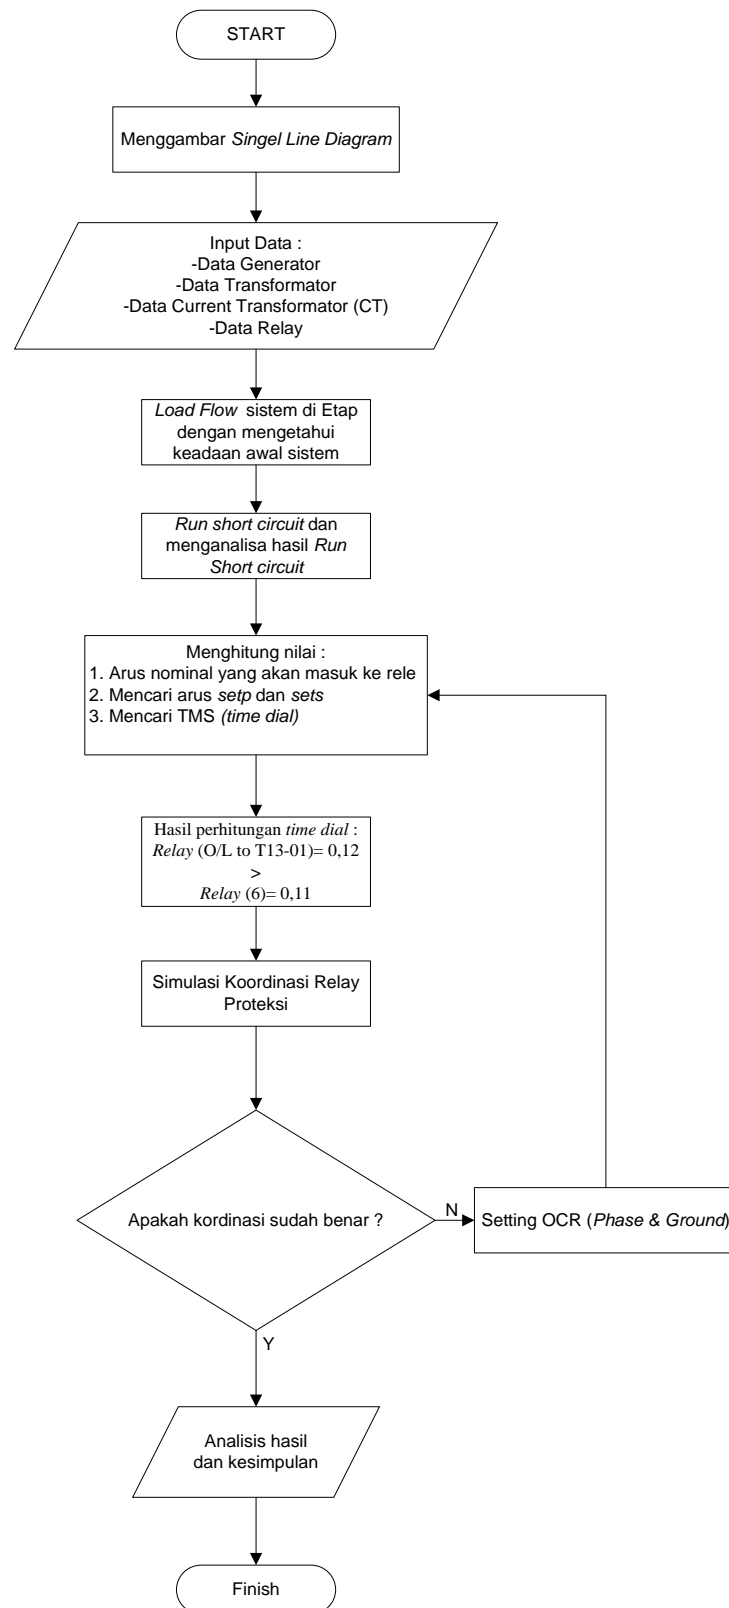 START
Menggambar Singel Line Diagram
Input Data :
-Data Generator
-Data Transformator
-Data Current Transformator (CT)
-Data Relay
Load Flow sistem di Etap
dengan mengetahui
keadaan awal sistem
Run short circuit dan
menganalisa hasil Run
Short circuit
Menghitung nilai :
1. Arus nominal yang akan masuk ke rele
2. Mencari arus setp dan sets
3. Mencari TMS (time dial)
Hasil perhitungan time dial :
Relay (O/L to T13-01)= 0,12
>
Relay (6)= 0,11
Simulasi Koordinasi Relay
Proteksi
Apakah kordinasi sudah benar ?
N
Setting OCR (Phase & Ground)
Y
Analisis hasil
dan kesimpulan
Finish